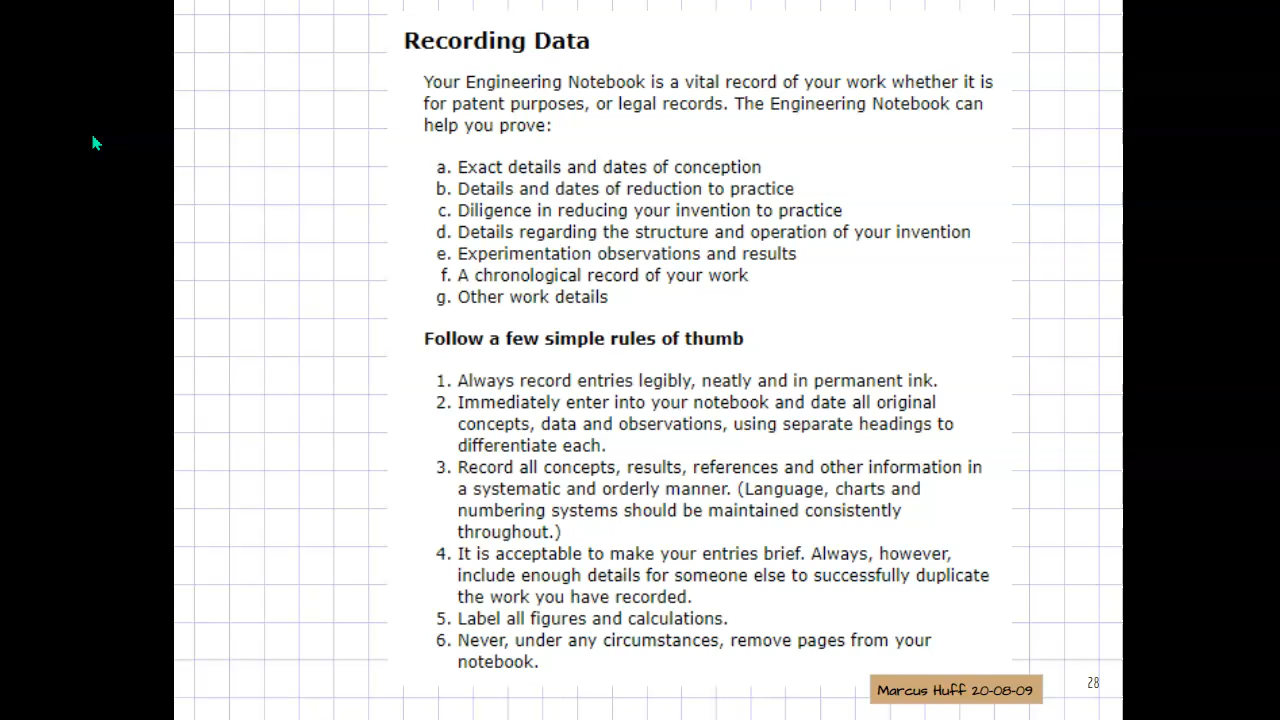 Recording Data
Your Engineering Notebook is a vital record of your work whether it is
for patent purposes, or legal records. The Engineering Notebook can
help you prove:
a. Exact details and dates of conception
b. Details and dates of reduction to practice
c. Diligence in reducing your invention to practice
d. Details regarding the structure and operation of your invention
e. Experimentation observations and results
f. A chronological record of your work
g. Other work details
Follow a few simple rules of thumb
1. Always record entries legibly, neatly and in permanent ink.
2. Immediately enter into your notebook and date all original
concepts, data and observations, using separate headings to
differentiate each.
3. Record all concepts, results, references and other information in
a systematic and orderly manner. (Language, charts and
numbering systems should be maintained consistently
throughout.)
4. It is acceptable to make your entries brief. Always, however,
include enough details for someone else to successfully duplicate
the work you have recorded.
5. Label all figures and calculations.
6. Never, under any circumstances, remove pages from your
notebook.
Marcus Huff 20-08-09
28